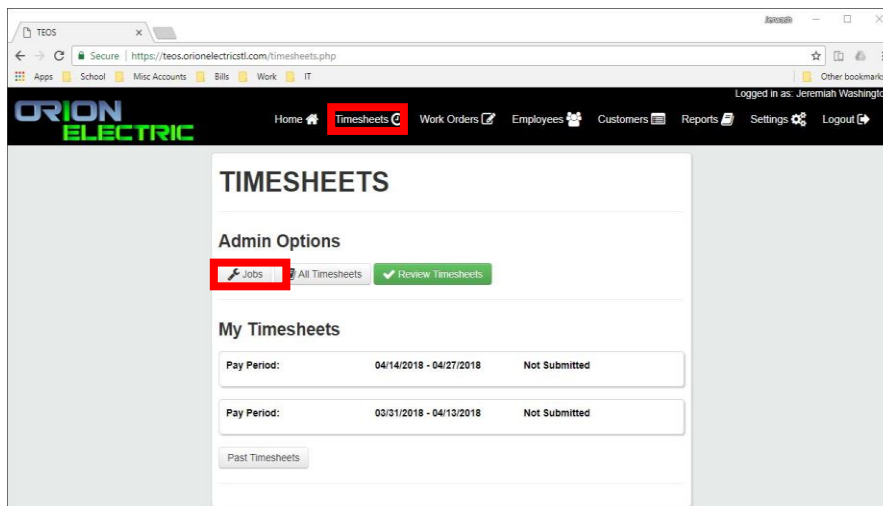 TEOS
Secure | https://teos.orionelectricstl.com/timesheets.php
Apps School Misc Accounts Bills Work IT Other bookmarks
Logged in as: Jeremiah Washingto
ORION
ELECTRIC
Home Timesheets Work Orders Employees Customers Reports Settings Logout
TIMESHEETS
Admin Options
Jobs All Timesheets Review Timesheets
My Timesheets
Pay Period: 04/14/2018 - 04/27/2018 Not Submitted
Pay Period: 03/31/2018 - 04/13/2018 Not Submitted
Past Timesheets